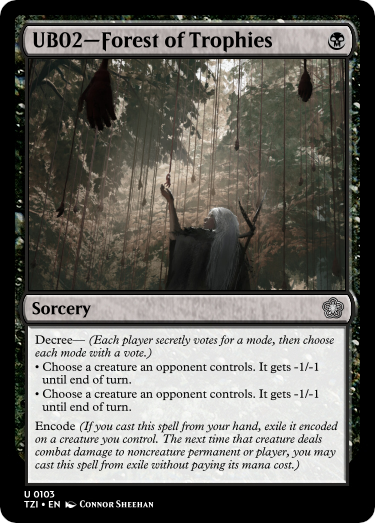 UB02—Forest of Trophies
Sorcery
Decree— (Each player secretly votes for a mode, then choose
each mode with a vote.)
• Choose a creature an opponent controls. It gets -1/-1
until end of turn.
• Choose a creature an opponent controls. It gets -1/-1
until end of turn.
Encode (If you cast this spell from your hand, exile it encoded
on a creature you control. The next time that creature deals
combat damage to noncreature permanent or player, you may
cast this spell from exile without paying its mana cost.)
U 0103
TZI • EN Connor Sheehan